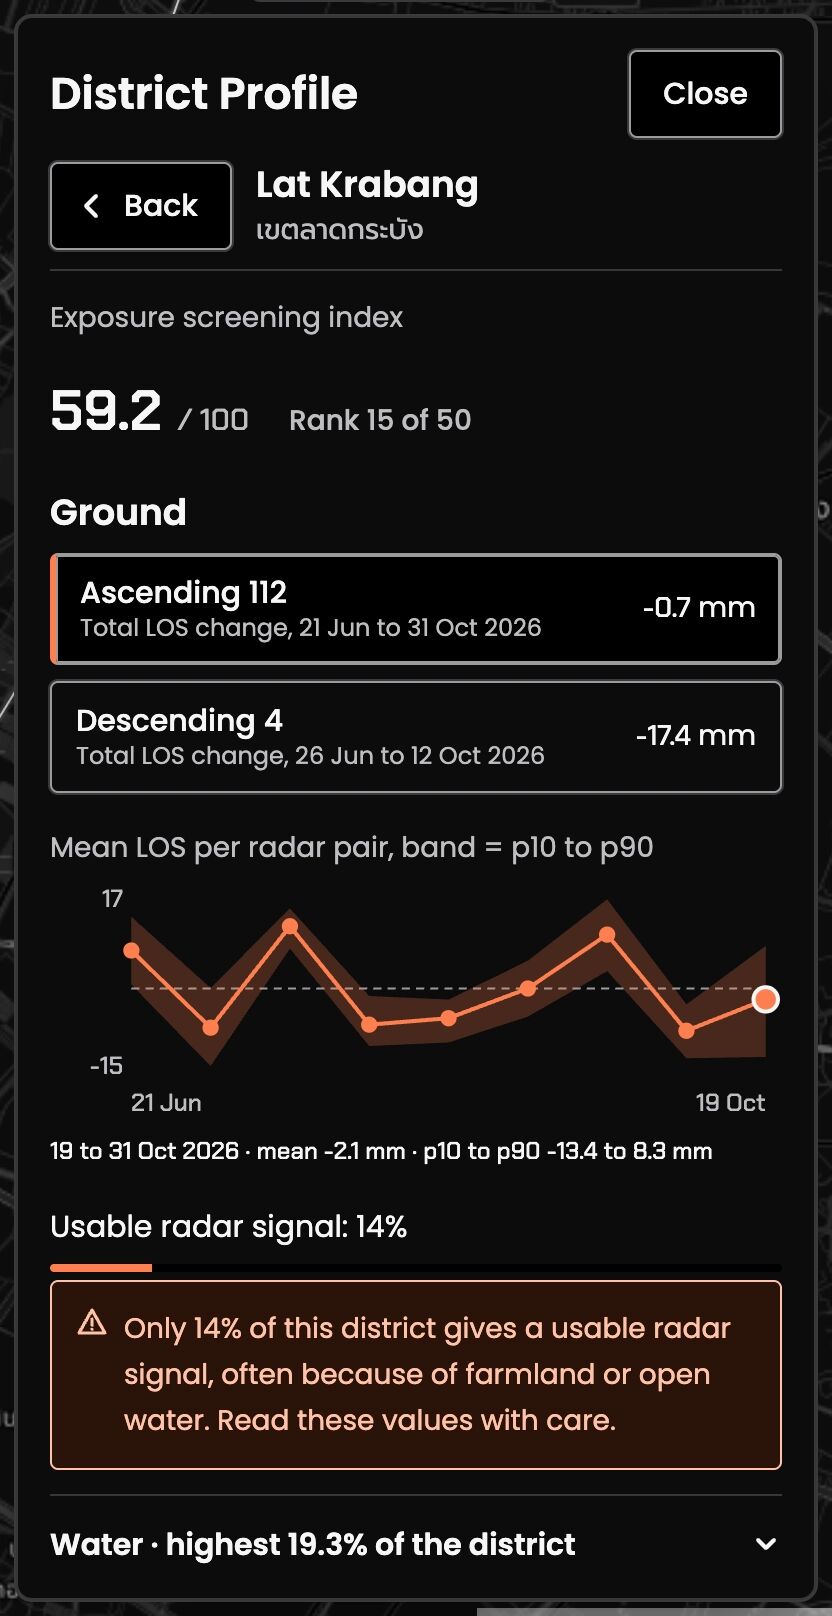 District Profile
Close
Back
Lat Krabang
เขตลาดกระบัง
Exposure screening index
59.2 / 100 Rank 15 of 50
Ground
Ascending 112
Total LOS change, 21 Jun to 31 Oct 2026
-0.7 mm
Descending 4
Total LOS change, 26 Jun to 12 Oct 2026
-17.4 mm
Mean LOS per radar pair, band = p10 to p90
17
-15
21 Jun
19 Oct
19 to 31 Oct 2026 · mean -2.1 mm · p10 to p90 -13.4 to 8.3 mm
Usable radar signal: 14%
Only 14% of this district gives a usable radar
signal, often because of farmland or open
water. Read these values with care.
Water · highest 19.3% of the district